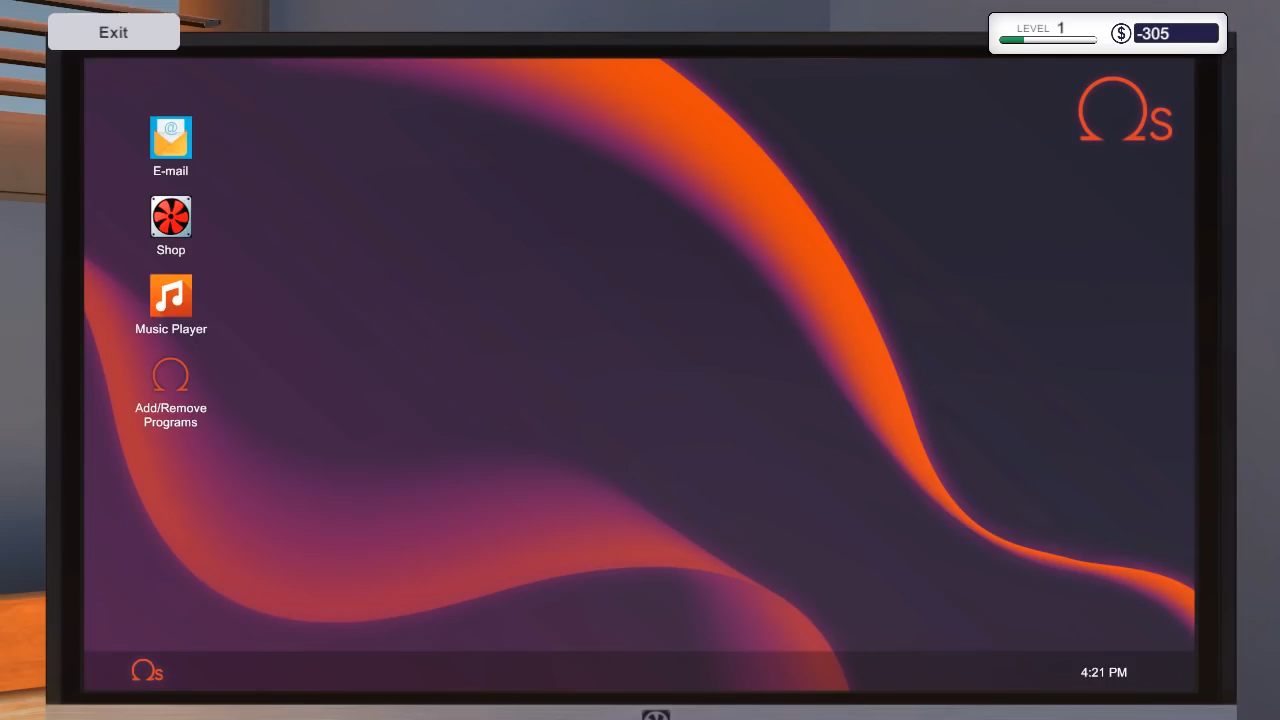 Exit
LEVEL 1
$ -305
Ωs
E-mail
Shop
Music Player
Add/Remove
Programs
Ωs
4:21 PM